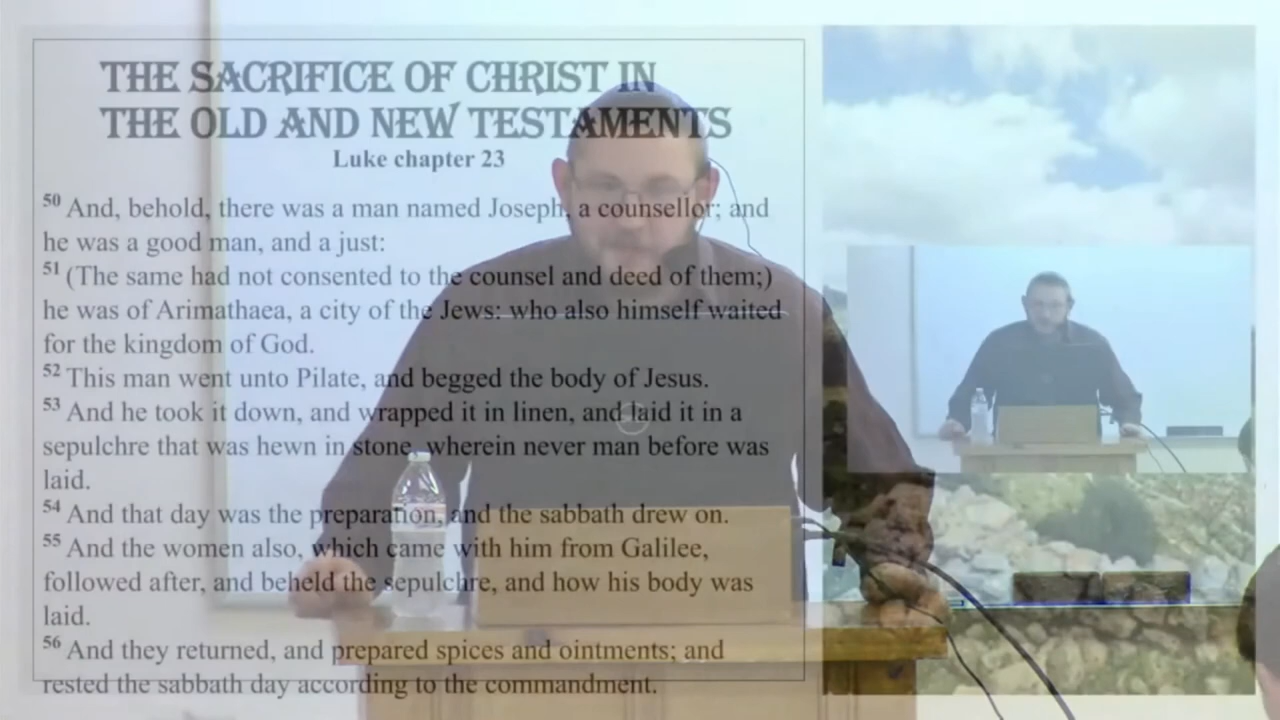 THE SACRIFICE OF CHRIST IN
THE OLD AND NEW TESTAMENTS
Luke chapter 23
50 And, behold, there was a man named Joseph, a counsellor; and
he was a good man, and a just:
51 (The same had not consented to the counsel and deed of them;)
he was of Arimathaea, a city of the Jews: who also himself waited
for the kingdom of God.
52 This man went unto Pilate, and begged the body of Jesus.
53 And he took it down, and wrapped it in linen, and laid it in a
sepulchre that was hewn in stone, wherein never man before was
laid.
54 And that day was the preparation, and the sabbath drew on.
55 And the women also, which came with him from Galilee,
followed after, and beheld the sepulchre, and how his body was
laid.
56 And they returned, and prepared spices and ointments; and
rested the sabbath day according to the commandment.